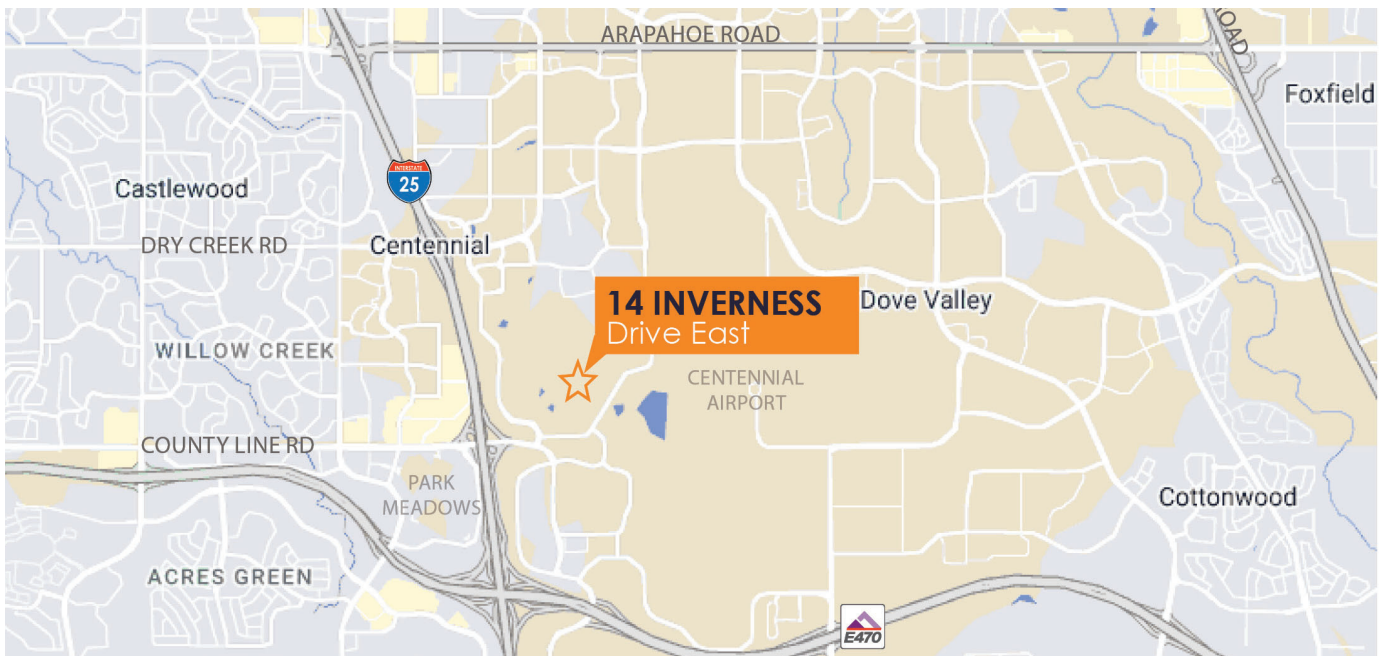 ARAPAHOE ROAD
ROAD
Foxfield
INTERSTATE
25
Castlewood
DRY CREEK RD
Centennial
14 INVERNESS
Drive East
Dove Valley
WILLOW CREEK
CENTENNIAL
AIRPORT
COUNTY LINE RD
PARK
MEADOWS
Cottonwood
ACRES GREEN
E470